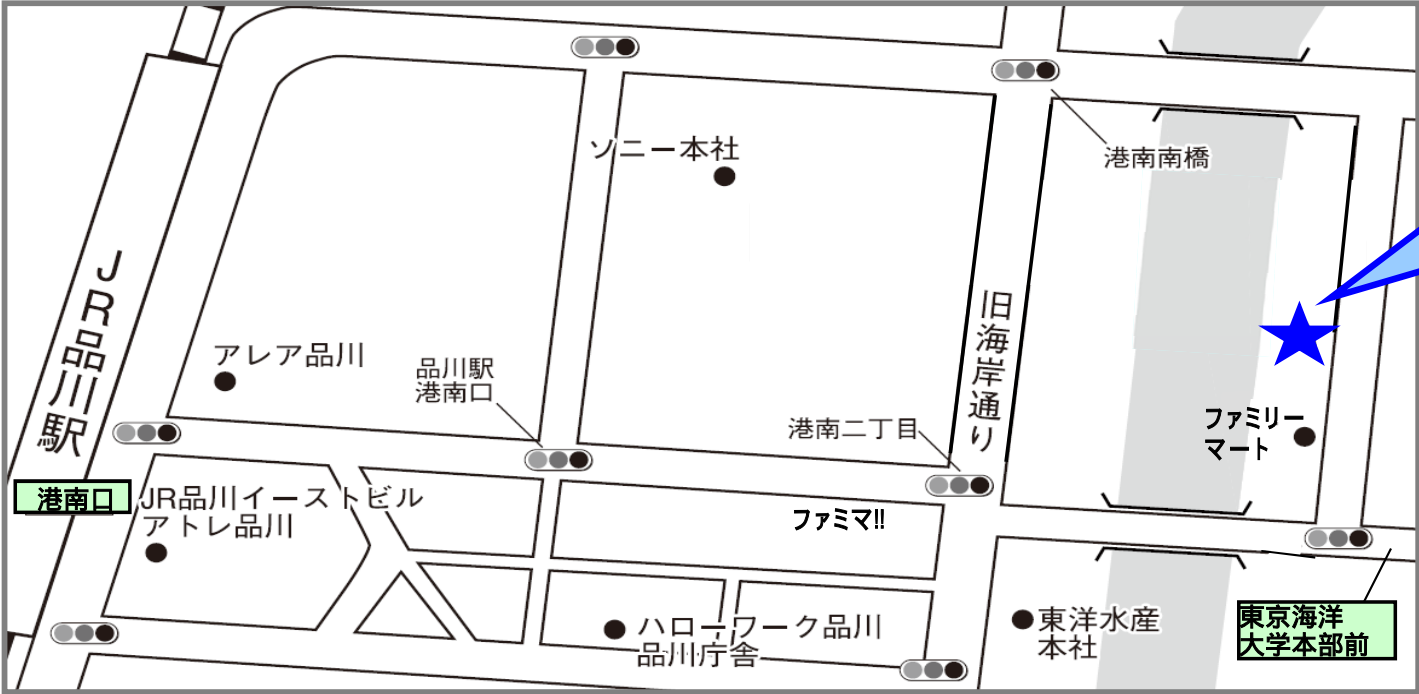 ソニー本社
港南南橋
JR品川駅
旧海岸通り
アレア品川
品川駅
港南口
港南二丁目
ファミリー
マート
港南口
JR品川イーストビル
アトレ品川
ファミマ!!
ハローワーク品川
品川庁舎
東洋水産
本社
東京海洋
大学本部前